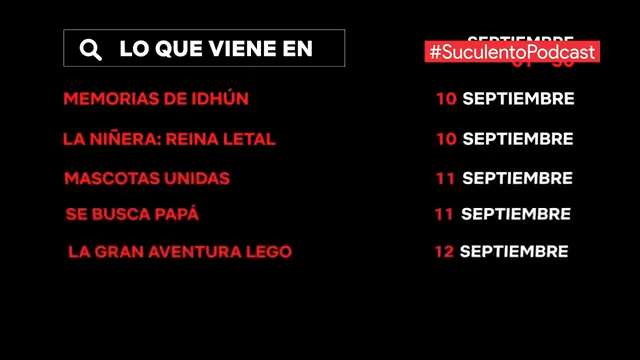 LO QUE VIENE EN
SEPTIEMBRE
#SuculentoPodcast
MEMORIAS DE IDHÚN 10 SEPTIEMBRE
LA NIÑERA: REINA LETAL 10 SEPTIEMBRE
MASCOTAS UNIDAS 11 SEPTIEMBRE
SE BUSCA PAPÁ 11 SEPTIEMBRE
LA GRAN AVENTURA LEGO 12 SEPTIEMBRE